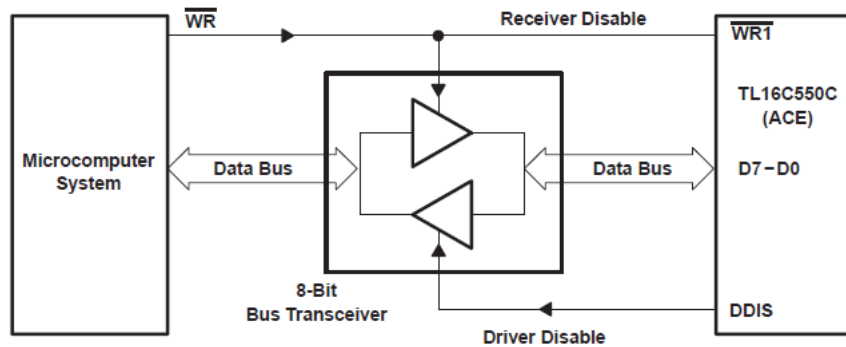 WR
Receiver Disable
WR1
TL16C550C
(ACE)
Microcomputer
System
Data Bus
Data Bus
D7–D0
8-Bit
Bus Transceiver
DDIS
Driver Disable